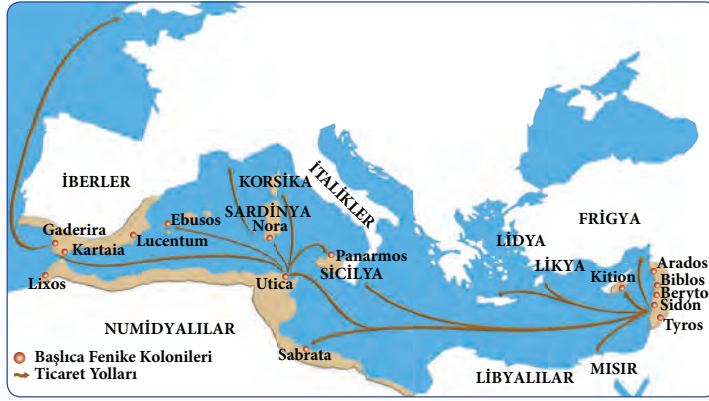 İBERLER
KORSİKA
İTALİKLER
SARDİNYA
Nora
Ebusos
Lucentum
Gaderira
Kartaia
Lixos
Utica
Panarmos
SİCİLYA
LİDYA
FRİGYA
LİKYA
Kition
Arados
Biblos
Beryto
Sidon
Tyros
NUMİDYALILAR
Sabrata
LİBYALILAR
MISIR
Başlıca Fenike Kolonileri
Ticaret Yolları